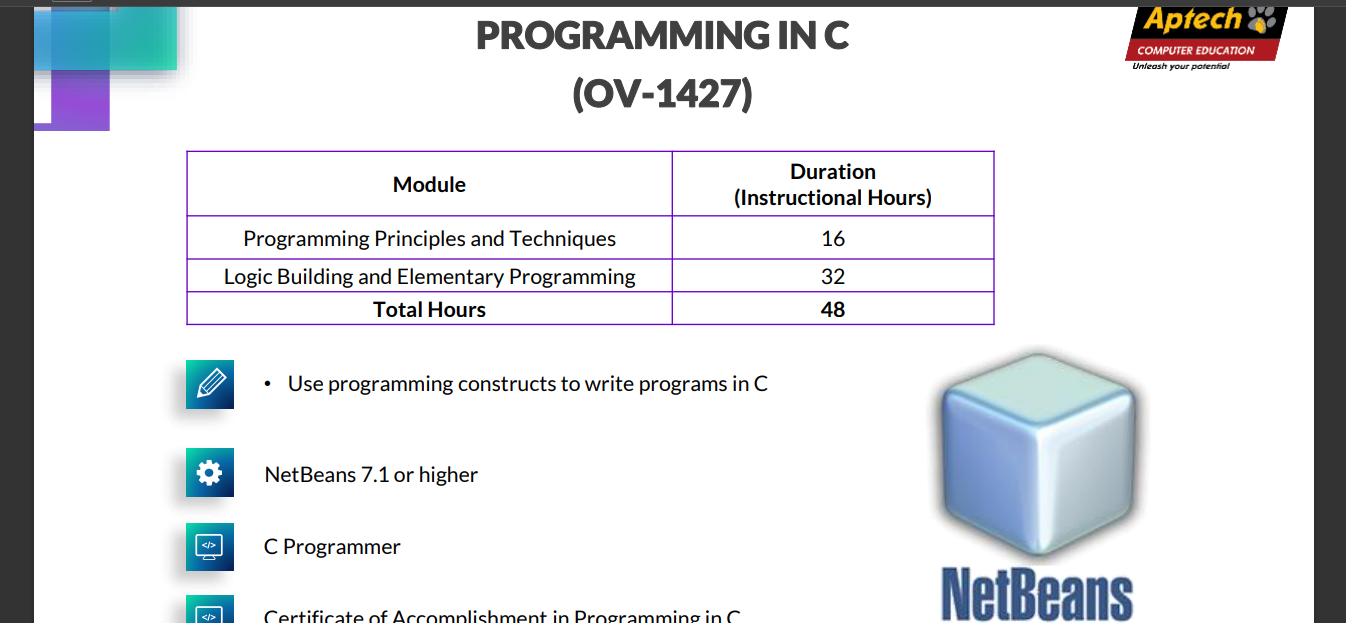 PROGRAMMING IN C
(OV-1427)
Aptech
COMPUTER EDUCATION
Unleash your potential
Module
Duration
(Instructional Hours)
Programming Principles and Techniques
16
Logic Building and Elementary Programming
32
Total Hours
48
• Use programming constructs to write programs in C
NetBeans 7.1 or higher
</>
C Programmer
</>
Certificate of Accomplishment in Programming in C
NetBeans